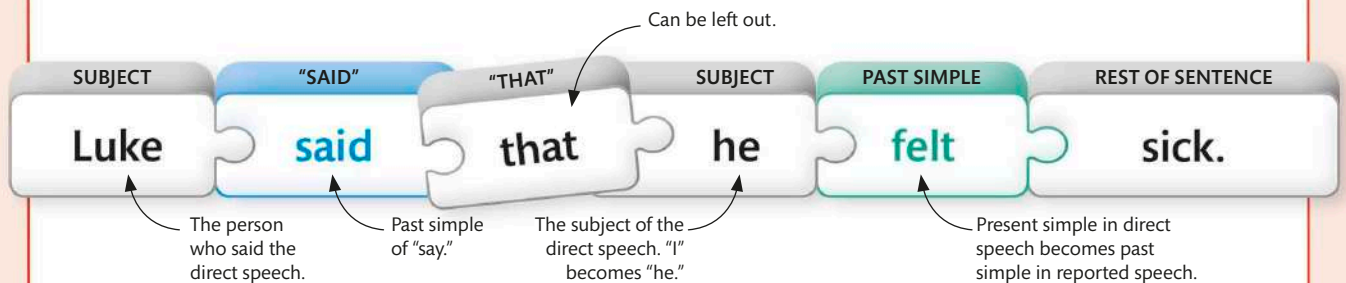 Can be left out.
SUBJECT
"SAID"
"THAT"
SUBJECT
PAST SIMPLE
REST OF SENTENCE
Luke
said
that
he
felt
sick.
The person
who said the
direct speech.
Past simple
of "say."
The subject of the
direct speech. "I"
becomes "he."
Present simple in direct
speech becomes past
simple in reported speech.